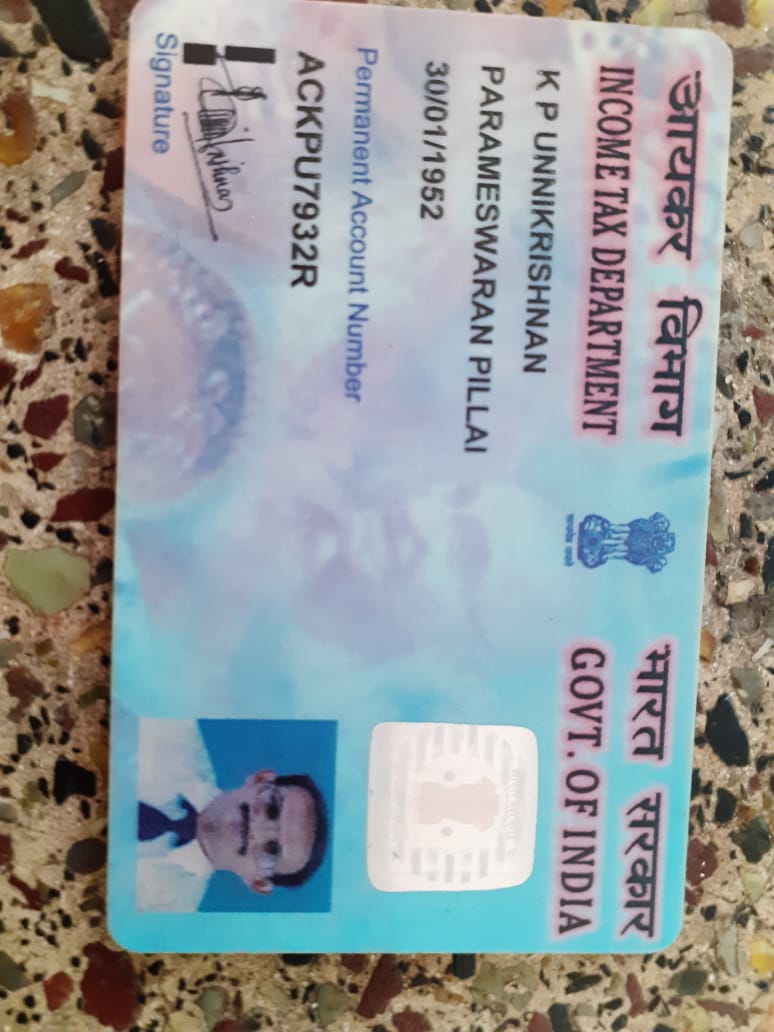 आयकर विभाग
INCOME TAX DEPARTMENT
भारत सरकार
GOVT. OF INDIA
K P UNNIKRISHNAN
PARAMESWARAN PILLAI
30/01/1952
Permanent Account Number
ACKPU7932R
Signature